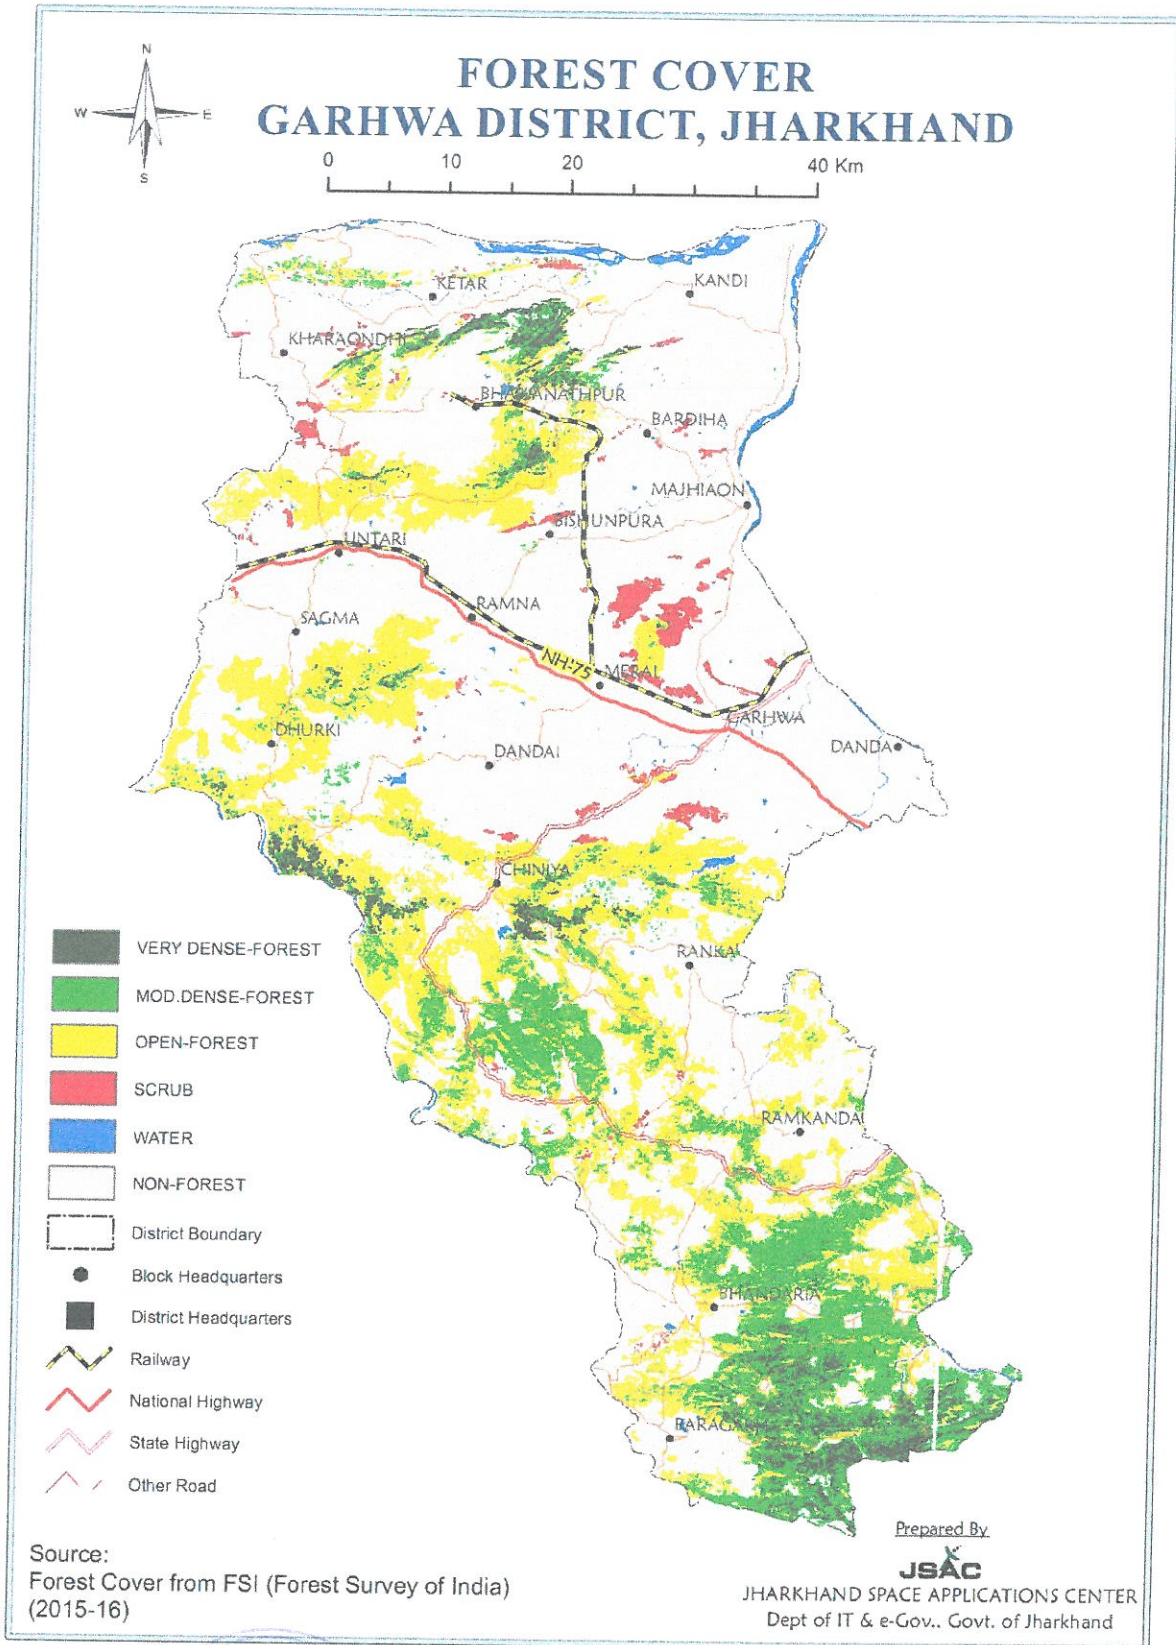 N
W E
S
FOREST COVER
GARHWA DISTRICT, JHARKHAND
0 10 20 40 Km
KETAR
KANDI
KHARAONDHI
BHAWANATHPUR
BARDIHA
MAJHIAON
BISHUNPURA
UNTARI
RAMNA
SAGMA
NH-75
MERAL
GARHWA
DHURKI
DANDAI
DANDA
CHINIYA
RANKA
RAMKANDA
BHANDARIA
BARAGARH
VERY DENSE-FOREST
MOD.DENSE-FOREST
OPEN-FOREST
SCRUB
WATER
NON-FOREST
District Boundary
Block Headquarters
District Headquarters
Railway
National Highway
State Highway
Other Road
Source:
Forest Cover from FSI (Forest Survey of India)
(2015-16)
Prepared By
JSAC
JHARKHAND SPACE APPLICATIONS CENTER
Dept of IT & e-Gov.. Govt. of Jharkhand